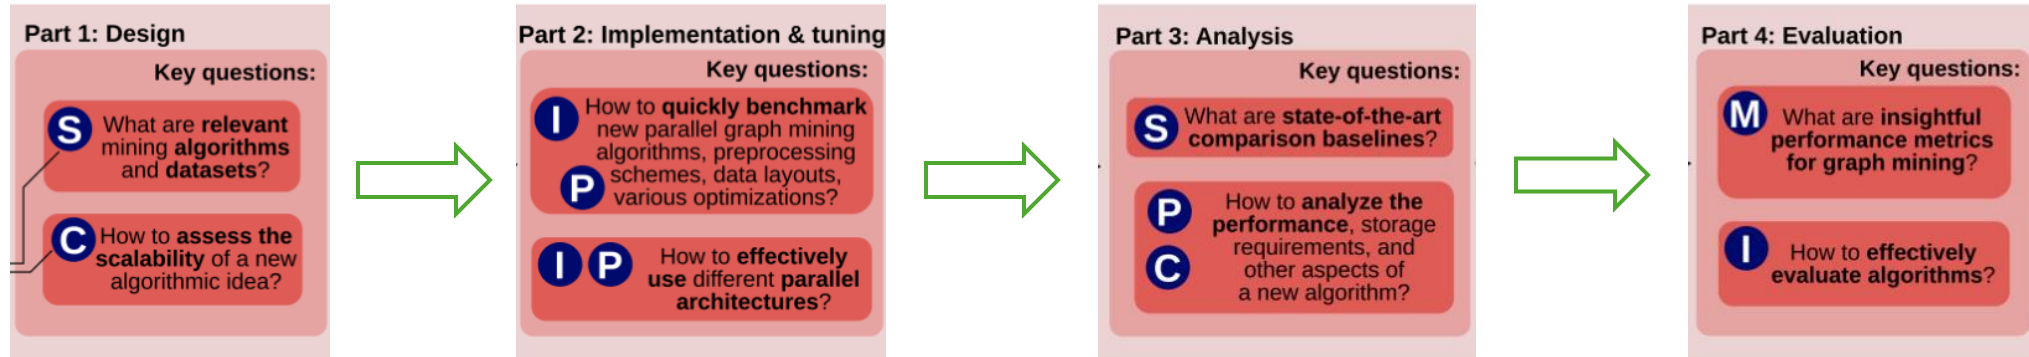 Part 1: Design
Key questions:
S
What are relevant
mining algorithms
and datasets?
C
How to assess the
scalability of a new
algorithmic idea?
Part 2: Implementation & tuning
Key questions:
I
How to quickly benchmark
new parallel graph mining
algorithms, preprocessing
P
schemes, data layouts,
various optimizations?
I P
How to effectively
use different parallel
architectures?
Part 3: Analysis
Key questions:
S
What are state-of-the-art
comparison baselines?
P
C
How to analyze the
performance, storage
requirements, and
other aspects of
a new algorithm?
Part 4: Evaluation
Key questions:
M
What are insightful
performance metrics
for graph mining?
I
How to effectively
evaluate algorithms?